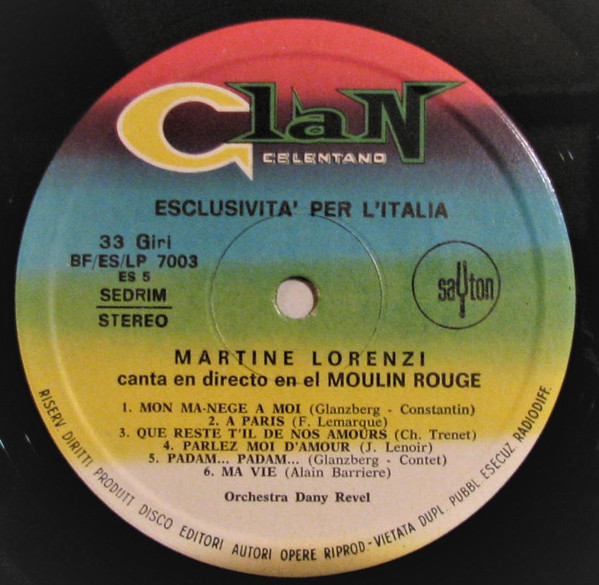 Clan
CELENTANO
ESCLUSIVITA' PER L'ITALIA
33 Giri
BF/ES/LP 7003
ES 5
SEDRIM
STEREO
sayton
MARTINE LORENZI
canta en directo en el MOULIN ROUGE
1. MON MA-NEGE A MOI (Glanzberg - Constantin)
2. A PARIS (F. Lemarque)
3. QUE RESTE T'IL DE NOS AMOURS (Ch. Trenet)
4. PARLEZ MOI D'AMOUR (J. Lenoir)
5. PADAM... PADAM... (Glanzberg - Contet)
6. MA VIE (Alain Barriere)
Orchestra Dany Revel
RISERV. DIRITTI PRODUTT DISCO EDITORI AUTORI OPERE RIPROD - VIETATA DUPL. PUBBL. ESECUZ. RADIODIFF.